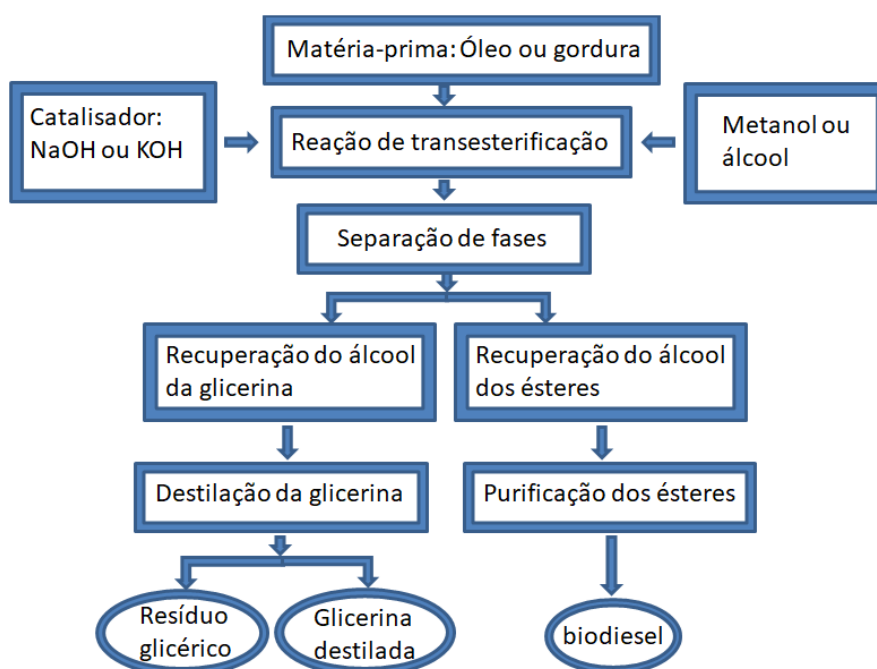 Matéria-prima: Óleo ou gordura
Catalisador:
NaOH ou KOH
Reação de transesterificação
Metanol ou
álcool
Separação de fases
Recuperação do álcool
da glicerina
Recuperação do álcool
dos ésteres
Destilação da glicerina
Purificação dos ésteres
Resíduo
glicérico
Glicerina
destilada
biodiesel